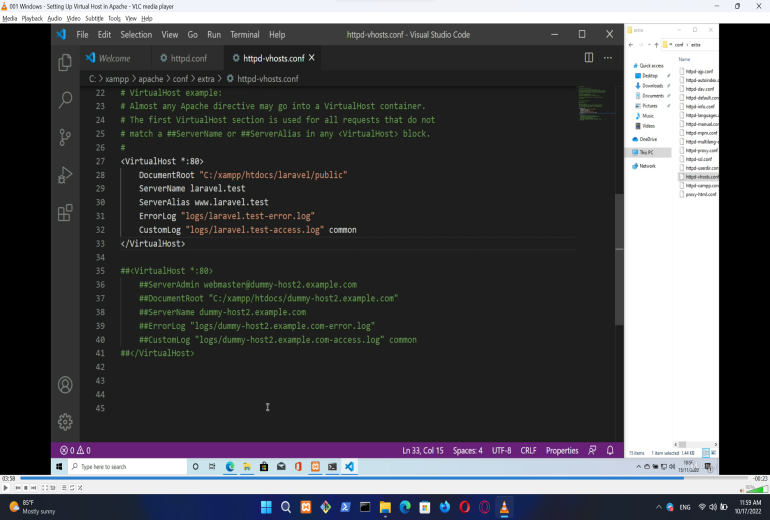 001 Windows - Setting Up Virtual Host in Apache - VLC media player
Media Playback Audio Video Subtitle Tools View Help
File Edit Selection View Go Run Terminal Help
httpd-vhosts.conf - Visual Studio Code
Welcome httpd.conf httpd-vhosts.conf
C: > xampp > apache > conf > extra > httpd-vhosts.conf
22 # VirtualHost example:
23 # Almost any Apache directive may go into a VirtualHost container.
24 # The first VirtualHost section is used for all requests that do not
25 # match a ##ServerName or ##ServerAlias in any <VirtualHost> block.
26 #
27 <VirtualHost *:80>
28 DocumentRoot "C:/xampp/htdocs/laravel/public"
29 ServerName laravel.test
30 ServerAlias www.laravel.test
31 ErrorLog "logs/laravel.test-error.log"
32 CustomLog "logs/laravel.test-access.log" common
33 </VirtualHost>
34
35 ##<VirtualHost *:80>
36 ##ServerAdmin webmaster@dummy-host2.example.com
37 ##DocumentRoot "C:/xampp/htdocs/dummy-host2.example.com"
38 ##ServerName dummy-host2.example.com
39 ##ErrorLog "logs/dummy-host2.example.com-error.log"
40 ##CustomLog "logs/dummy-host2.example.com-access.log" common
41 ##</VirtualHost>
42
43
44
45
0 0
Ln 33, Col 15 Spaces: 4 UTF-8 CRLF Properties
extra
conf > extra
Quick access
Desktop
Downloads
Documents
Pictures
Music
Videos
OneDrive
This PC
Network
Name
httpd-ajp.conf
httpd-autoindex.c
httpd-dav.conf
httpd-default.con
httpd-info.conf
httpd-languages.
httpd-manual.con
httpd-mpm.conf
httpd-multilang-e
httpd-proxy.conf
httpd-ssl.conf
httpd-userdir.con
httpd-vhosts.conf
httpd-xampp.con
proxy-html.conf
15 items 1 item selected 1.44 KB
Type here to search
15/11/2020
03:58
-00:23
85°F
Mostly sunny
ENG
11:59 AM
10/17/2022